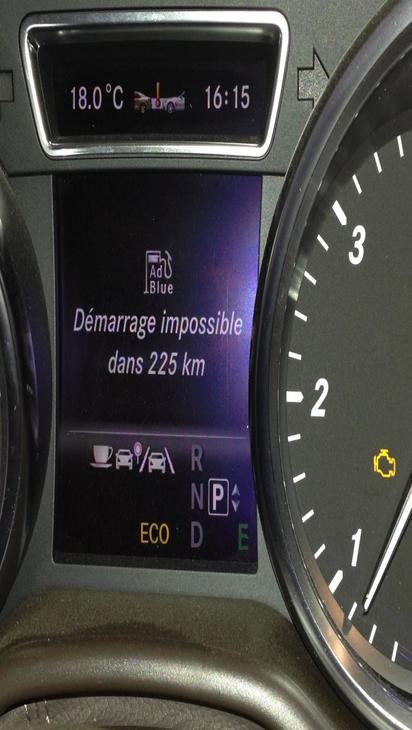 18.0°C 16:15
Ad
Blue
Démarrage impossible
dans 225 km
R
N P
ECO D E
3
2
1